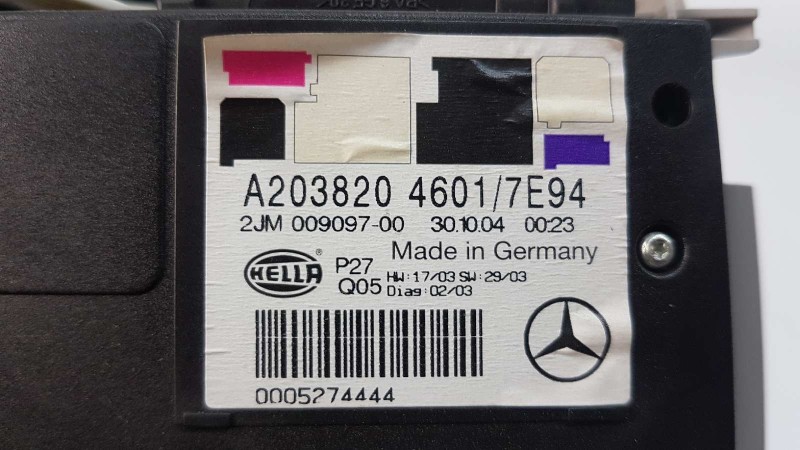 A203820 4601/7E94
2JM 009097-00 30.10.04 00:23
Made in Germany
HELLA
P27
HW:17/03 SW:29/03
Q05
Diag:02/03
0005274444